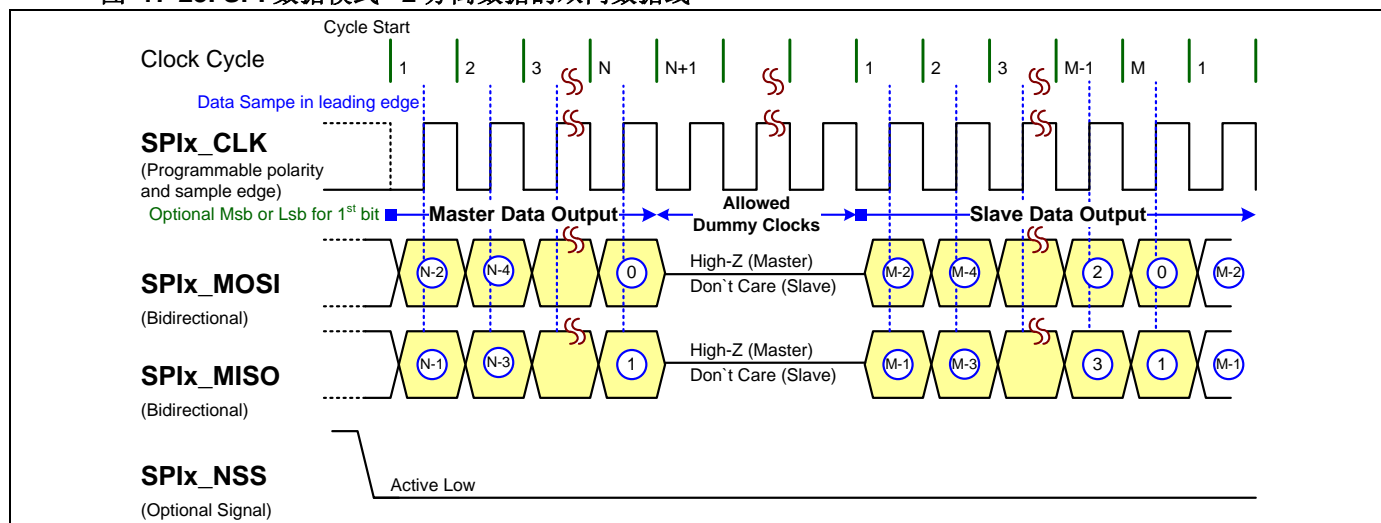 Cycle Start
Clock Cycle
1 2 3 N N+1 1 2 3 M-1 M 1
Data Sampe in leading edge
SPIx_CLK
(Programmable polarity
and sample edge)
Optional Msb or Lsb for 1st bit
Master Data Output
Allowed
Dummy Clocks
Slave Data Output
SPIx_MOSI
(Bidirectional)
N-2 N-4 0
High-Z (Master)
Don`t Care (Slave)
M-2 M-4 2 0 M-2
SPIx_MISO
(Bidirectional)
N-1 N-3 1
High-Z (Master)
Don`t Care (Slave)
M-1 M-3 3 1 M-1
SPIx_NSS
(Optional Signal)
Active Low